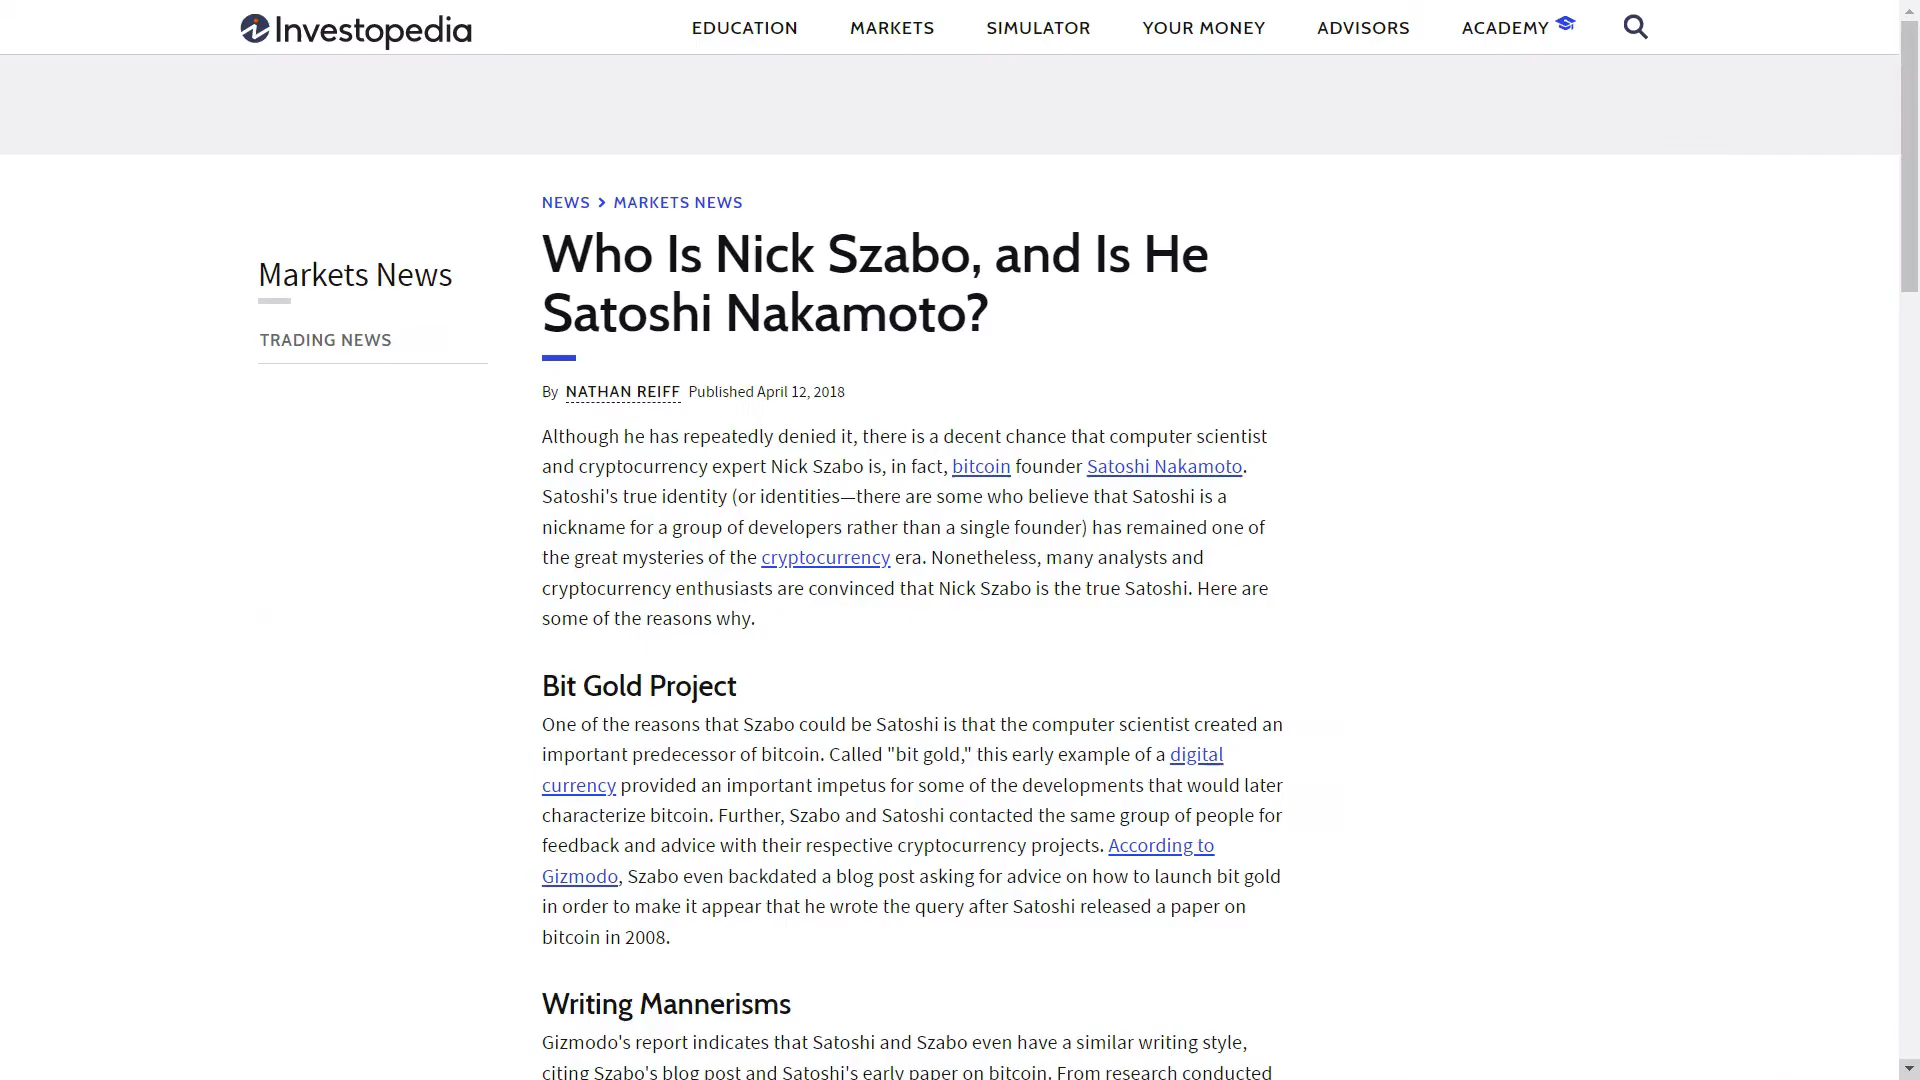 Investopedia
EDUCATION MARKETS SIMULATOR YOUR MONEY ADVISORS ACADEMY
NEWS > MARKETS NEWS
Who Is Nick Szabo, and Is He
Satoshi Nakamoto?
Markets News
TRADING NEWS
By NATHAN REIFF Published April 12, 2018
Although he has repeatedly denied it, there is a decent chance that computer scientist
and cryptocurrency expert Nick Szabo is, in fact, bitcoin founder Satoshi Nakamoto.
Satoshi's true identity (or identities—there are some who believe that Satoshi is a
nickname for a group of developers rather than a single founder) has remained one of
the great mysteries of the cryptocurrency era. Nonetheless, many analysts and
cryptocurrency enthusiasts are convinced that Nick Szabo is the true Satoshi. Here are
some of the reasons why.
Bit Gold Project
One of the reasons that Szabo could be Satoshi is that the computer scientist created an
important predecessor of bitcoin. Called "bit gold," this early example of a digital
currency provided an important impetus for some of the developments that would later
characterize bitcoin. Further, Szabo and Satoshi contacted the same group of people for
feedback and advice with their respective cryptocurrency projects. According to
Gizmodo, Szabo even backdated a blog post asking for advice on how to launch bit gold
in order to make it appear that he wrote the query after Satoshi released a paper on
bitcoin in 2008.
Writing Mannerisms
Gizmodo's report indicates that Satoshi and Szabo even have a similar writing style,
citing Szabo's blog post and Satoshi's early paper on bitcoin. From research conducted